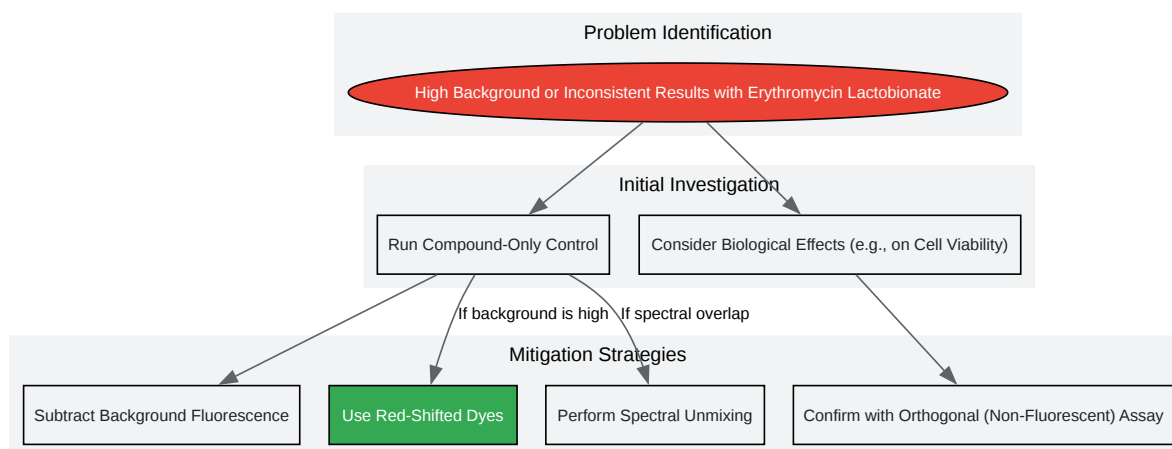 Problem Identification
High Background or Inconsistent Results with Erythromycin Lactobionate
Initial Investigation
Run Compound-Only Control
Consider Biological Effects (e.g., on Cell Viability)
If background is high
If spectral overlap
Mitigation Strategies
Subtract Background Fluorescence
Use Red-Shifted Dyes
Perform Spectral Unmixing
Confirm with Orthogonal (Non-Fluorescent) Assay